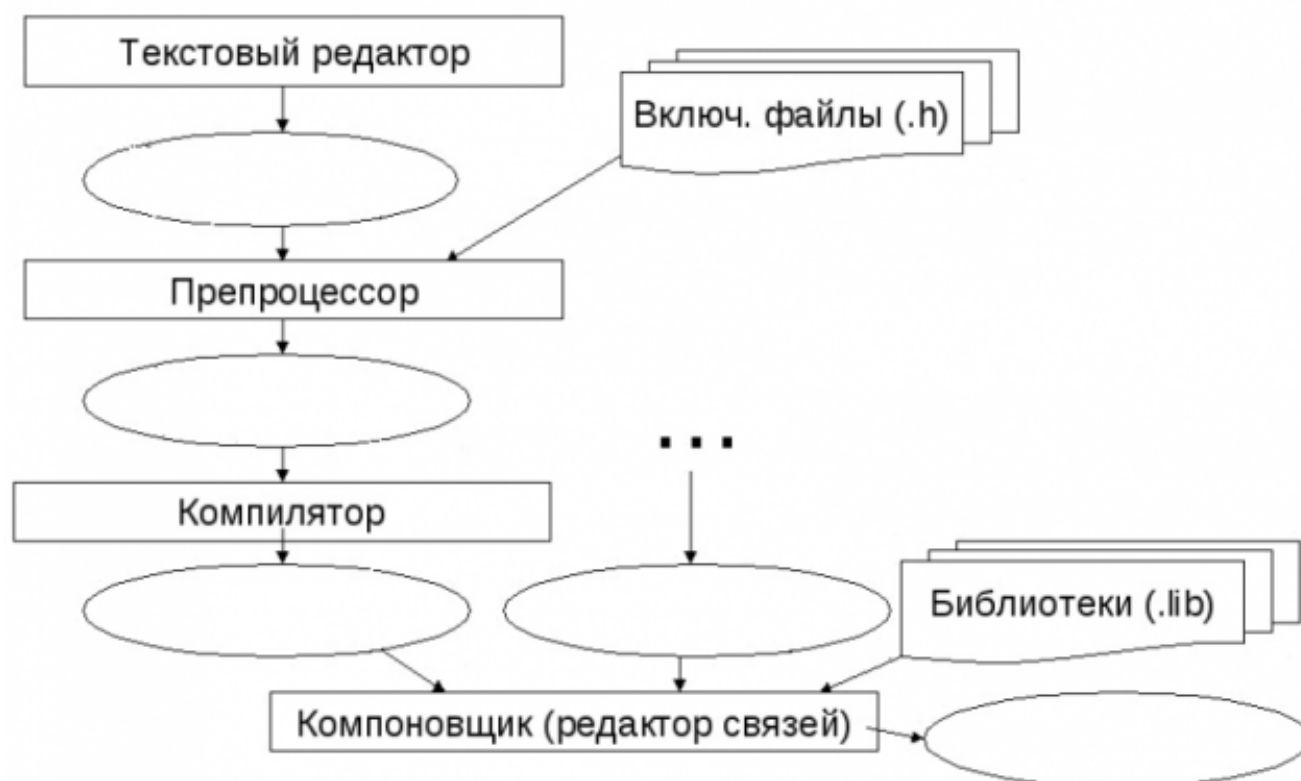 Текстовый редактор
Включ. файлы (.h)
Препроцессор
...
Компилятор
Библиотеки (.lib)
Компоновщик (редактор связей)